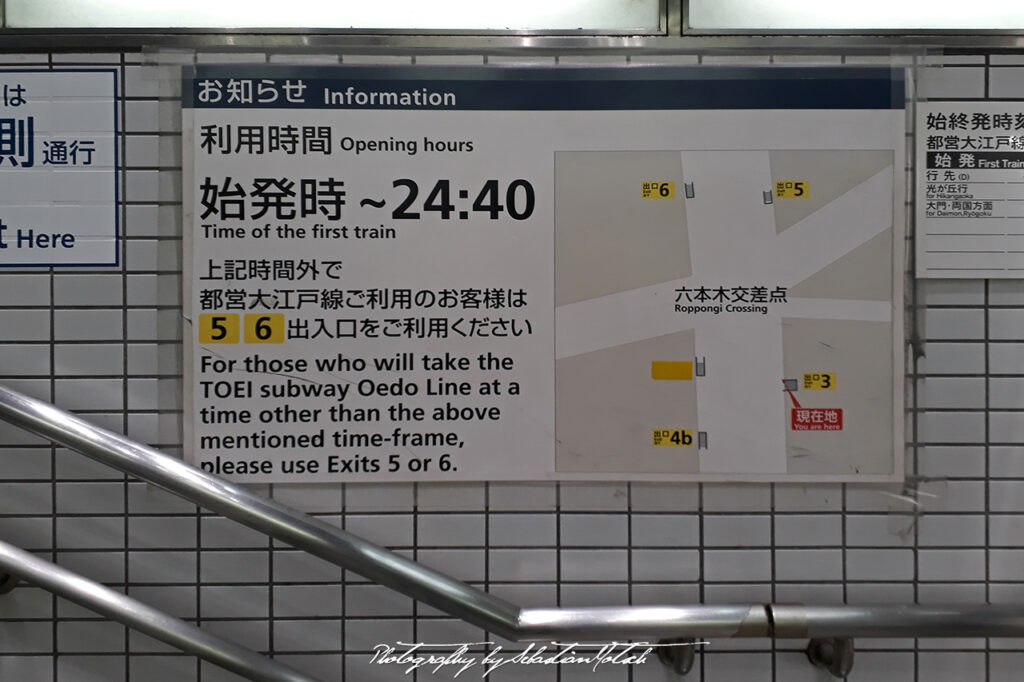 は
則 通行
Here
お知らせ Information
利用時間 Opening hours
始発時 ~24:40
Time of the first train
上記時間外で
都営大江戸線ご利用のお客様は
5 6 出入口をご利用ください
For those who will take the
TOEI subway Oedo Line at a
time other than the above
mentioned time-frame,
please use Exits 5 or 6.
出口 6
出口 5
六本木交差点
Roppongi Crossing
出口 3
現在地
You are here
出口 4b
始終発時刻
都営大江戸線
始発 First Train
行先 (D)
光が丘行
for Hikarigaoka
大門・両国方面
for Daimon,Ryogoku
Photography by Sebastian Motsch